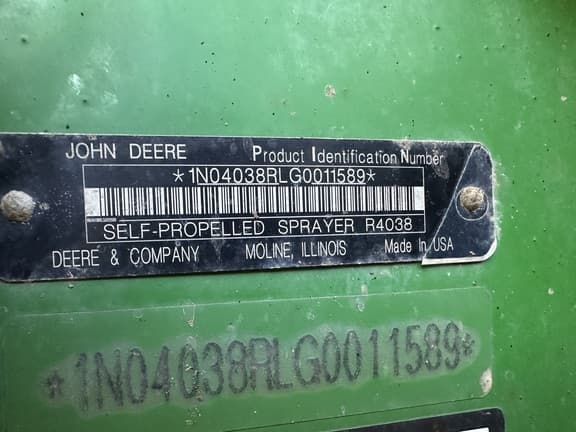 JOHN DEERE Product Identification Number
*1N04038RLG0011589*
SELF-PROPELLED SPRAYER R4038
DEERE & COMPANY MOLINE, ILLINOIS Made In USA
*1N04038RLG0011589*